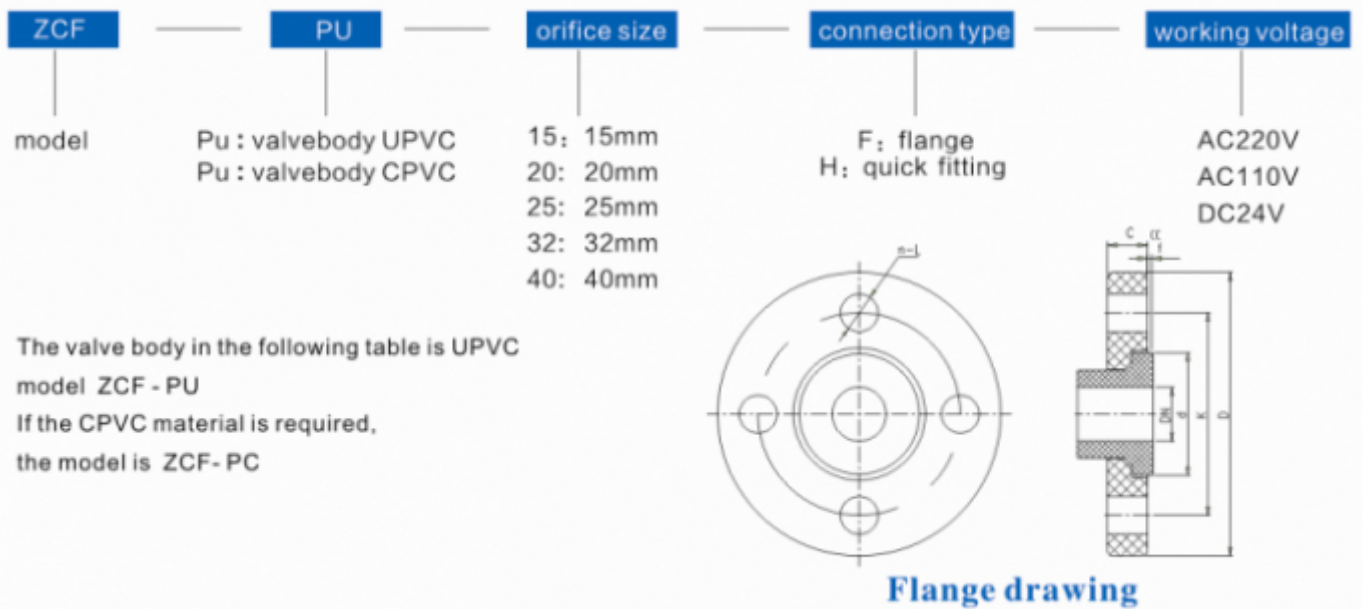 ZCF PU orifice size connection type working voltage
model
Pu : valvebody UPVC
Pu : valvebody CPVC
15: 15mm
20: 20mm
25: 25mm
32: 32mm
40: 40mm
F: flange
H: quick fitting
AC220V
AC110V
DC24V
The valve body in the following table is UPVC
model ZCF - PU
If the CPVC material is required,
the model is ZCF- PC
n-L
C
f
DN
d
K
D
Flange drawing